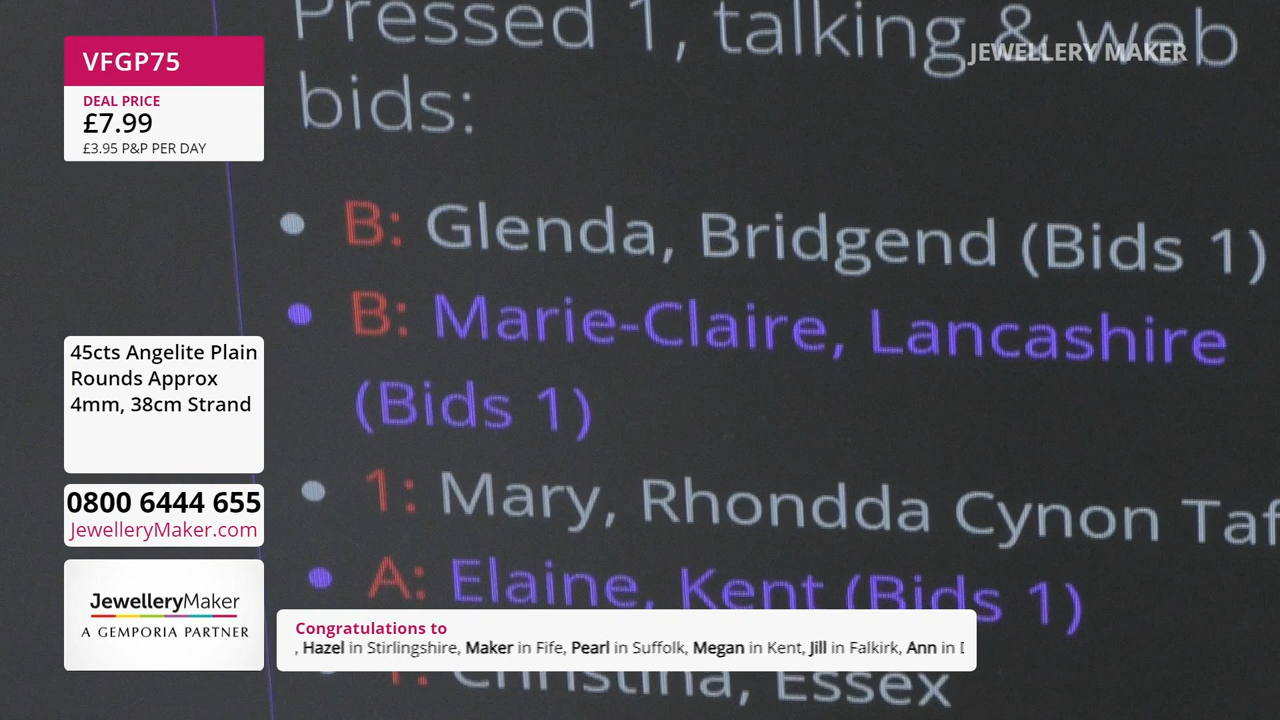 VFGP75
DEAL PRICE
£7.99
£3.95 P&P PER DAY
45cts Angelite Plain
Rounds Approx
4mm, 38cm Strand
0800 6444 655
JewelleryMaker.com
JewelleryMaker
A GEMPORIA PARTNER
JEWELLERY MAKER
Pressed 1, talking & web
bids:
• B: Glenda, Bridgend (Bids 1)
• B: Marie-Claire, Lancashire
(Bids 1)
• 1: Mary, Rhondda Cynon Taf
• A: Elaine, Kent (Bids 1)
Christina, Essex
Congratulations to
, Hazel in Stirlingshire, Maker in Fife, Pearl in Suffolk, Megan in Kent, Jill in Falkirk, Ann in